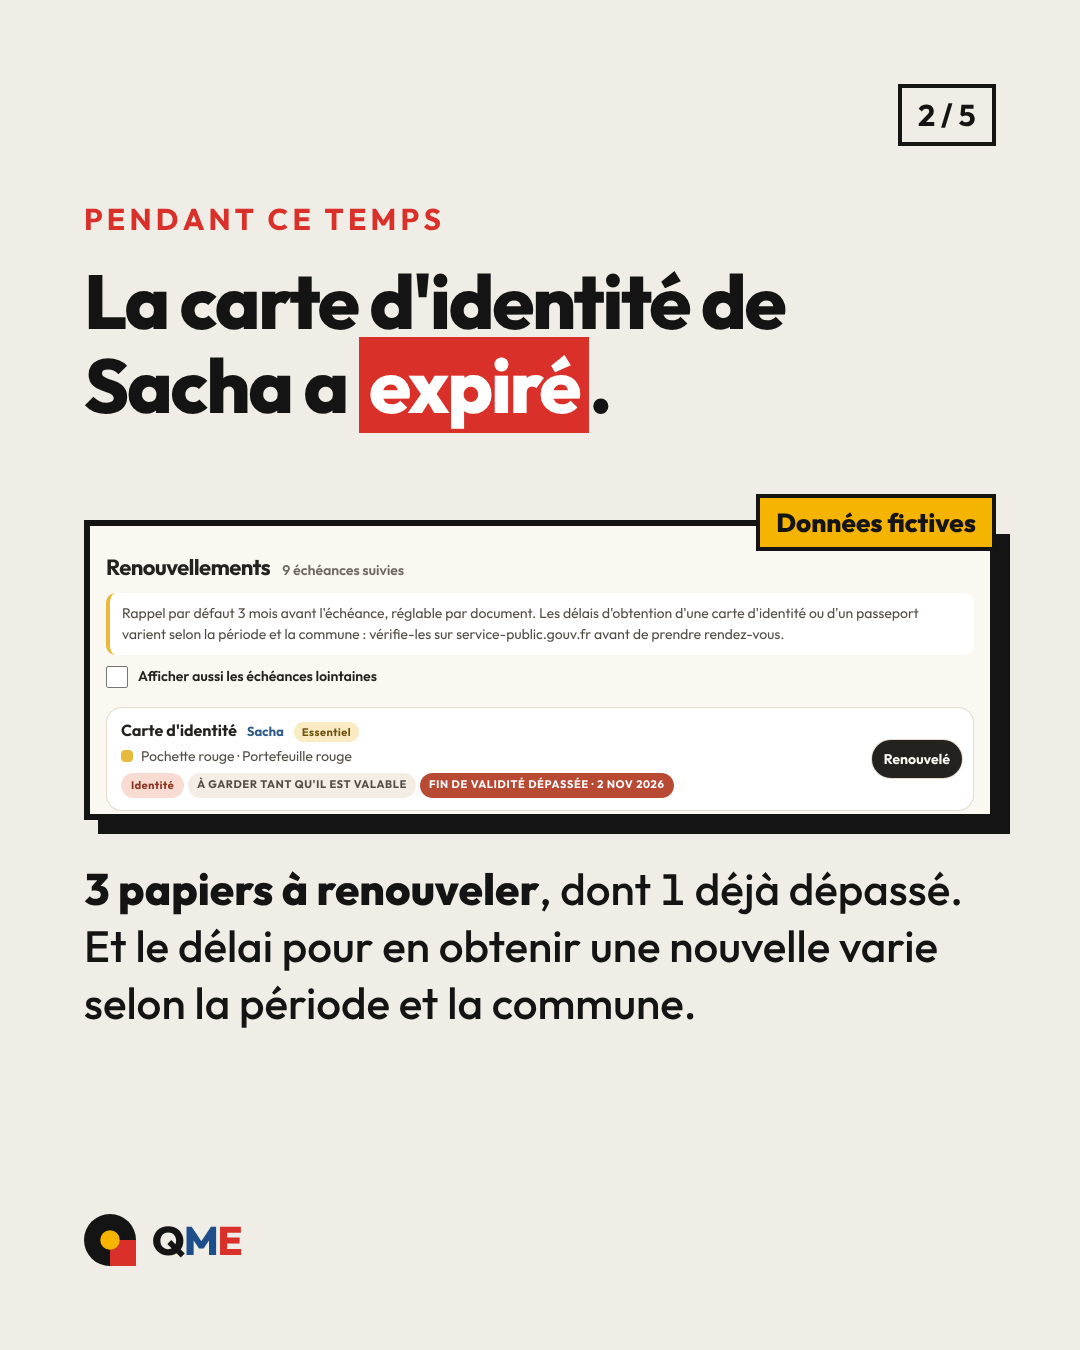 2 / 5
PENDANT CE TEMPS
La carte d'identité de
Sacha a expiré.
Données fictives
Renouvellements 9 échéances suivies
Rappel par défaut 3 mois avant l'échéance, réglable par document. Les délais d'obtention d'une carte d'identité ou d'un passeport
varient selon la période et la commune : vérifie-les sur service-public.gouv.fr avant de prendre rendez-vous.
Afficher aussi les échéances lointaines
Carte d'identité Sacha Essentiel
Pochette rouge · Portefeuille rouge
Renouvelé
Identité À GARDER TANT QU'IL EST VALABLE FIN DE VALIDITÉ DÉPASSÉE · 2 NOV 2026
3 papiers à renouveler, dont 1 déjà dépassé.
Et le délai pour en obtenir une nouvelle varie
selon la période et la commune.
QME